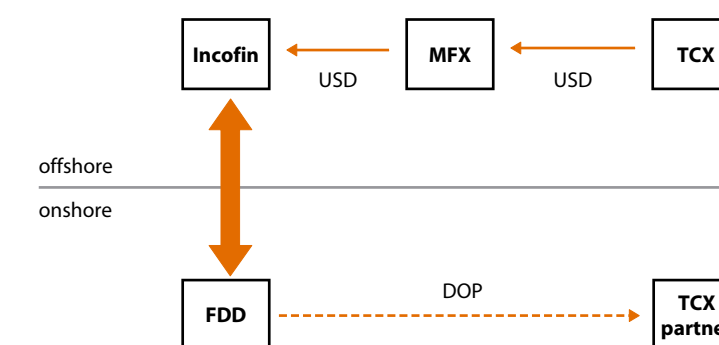 Incofin
MFX
TCX
USD
USD
offshore
onshore
DOP
FDD
TCX